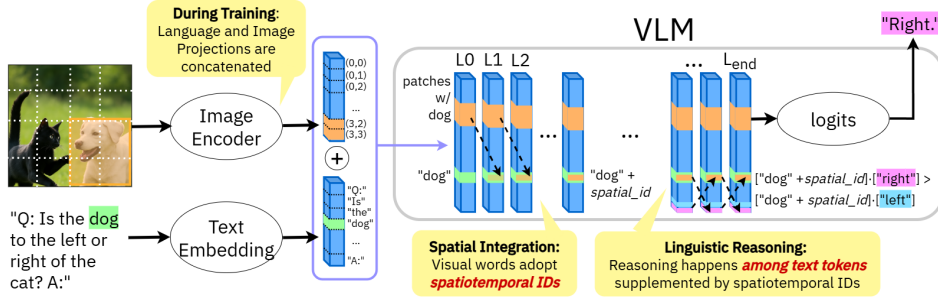 During Training:
Language and Image
Projections are
concatenated
VLM
"Right."
Image
Encoder
(0,0)
(0,1)
(0,2)
...
(3,2)
(3,3)
+
L0 L1 L2 ... Lend
patches
w/
dog
...
...
logits
"dog"
"dog" +
spatial_id
["dog" +spatial_id]·["right"] >
["dog" + spatial_id]·["left"]
"Q: Is the dog
to the left or
right of the
cat? A:"
Text
Embedding
"Q:"
"Is"
"the"
"dog"
...
"A:"
Spatial Integration:
Visual words adopt
spatiotemporal IDs
Linguistic Reasoning:
Reasoning happens among text tokens
supplemented by spatiotemporal IDs